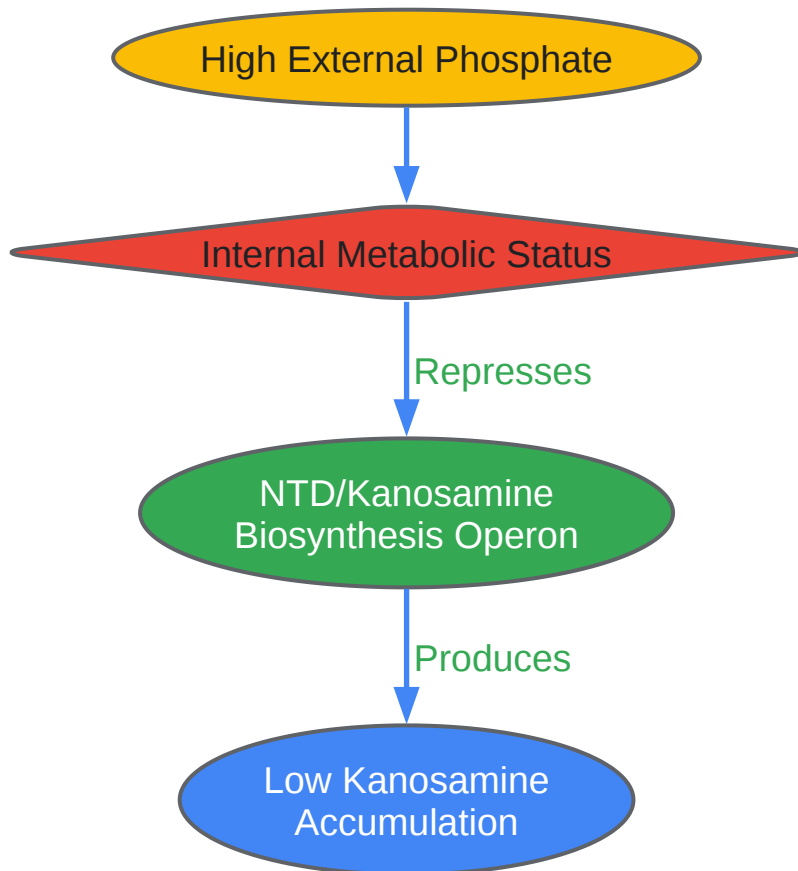 High External Phosphate
Internal Metabolic Status
Represses
NTD/Kanosamine
Biosynthesis Operon
Produces
Low Kanosamine
Accumulation